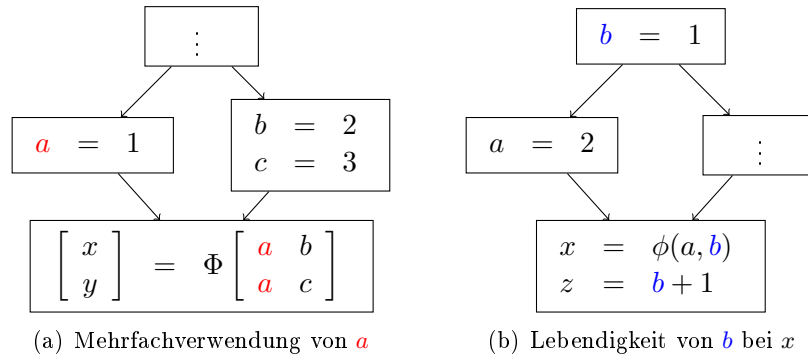 ⋮
a = 1
b = 2
c = 3
[ x y ] = Φ [ a b a c ]
(a) Mehrfachverwendung von a
b = 1
a = 2
⋮
x = ϕ(a, b)
z = b + 1
(b) Lebendigkeit von b bei x